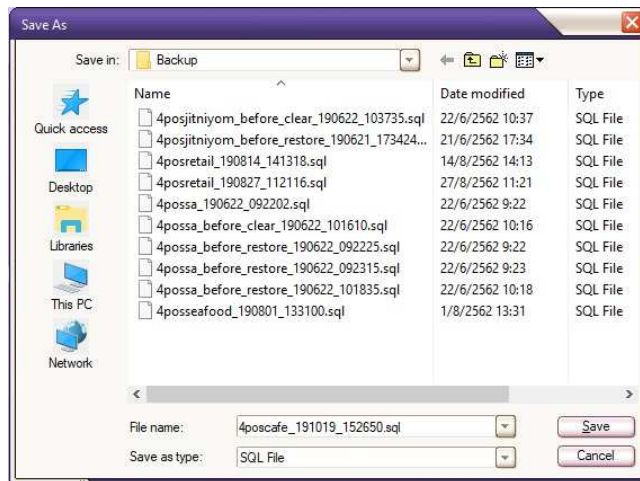 Save As
Save in: Backup
Name Date modified Type
4posjitniyom_before_clear_190622_103735.sql 22/6/2562 10:37 SQL File
4posjitniyom_before_restore_190621_173424... 21/6/2562 17:34 SQL File
4posretail_190814_141318.sql 14/8/2562 14:13 SQL File
4posretail_190827_112116.sql 27/8/2562 11:21 SQL File
4possa_190622_092202.sql 22/6/2562 9:22 SQL File
4possa_before_clear_190622_101610.sql 22/6/2562 10:16 SQL File
4possa_before_restore_190622_092225.sql 22/6/2562 9:22 SQL File
4possa_before_restore_190622_092315.sql 22/6/2562 9:23 SQL File
4possa_before_restore_190622_101835.sql 22/6/2562 10:18 SQL File
4posseafood_190801_133100.sql 1/8/2562 13:31 SQL File
Quick access
Desktop
Libraries
This PC
Network
File name: 4poscafe_191019_152650.sql Save
Save as type: SQL File Cancel